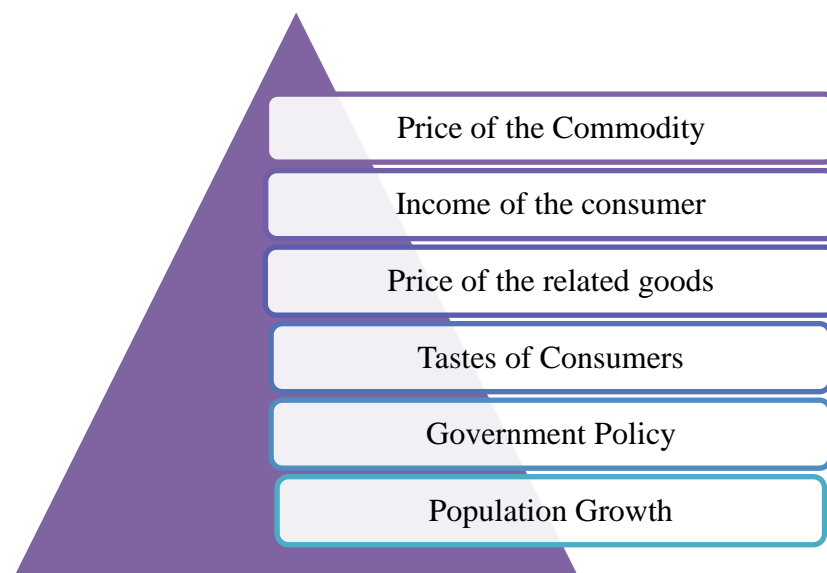 Price of the Commodity
Income of the consumer
Price of the related goods
Tastes of Consumers
Government Policy
Population Growth